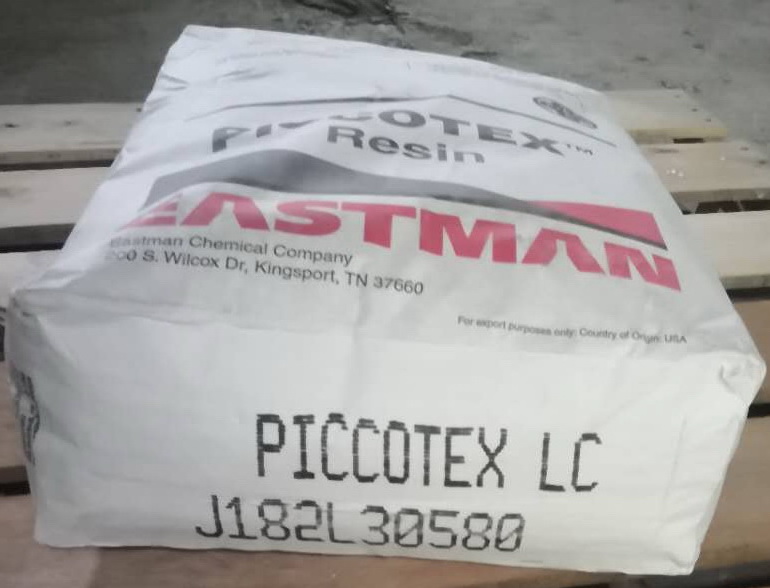 PICCOTEX™
Resin
EASTMAN
Eastman Chemical Company
200 S. Wilcox Dr, Kingsport, TN 37660
For export purposes only: Country of Origin: USA
PICCOTEX LC
J182L30580